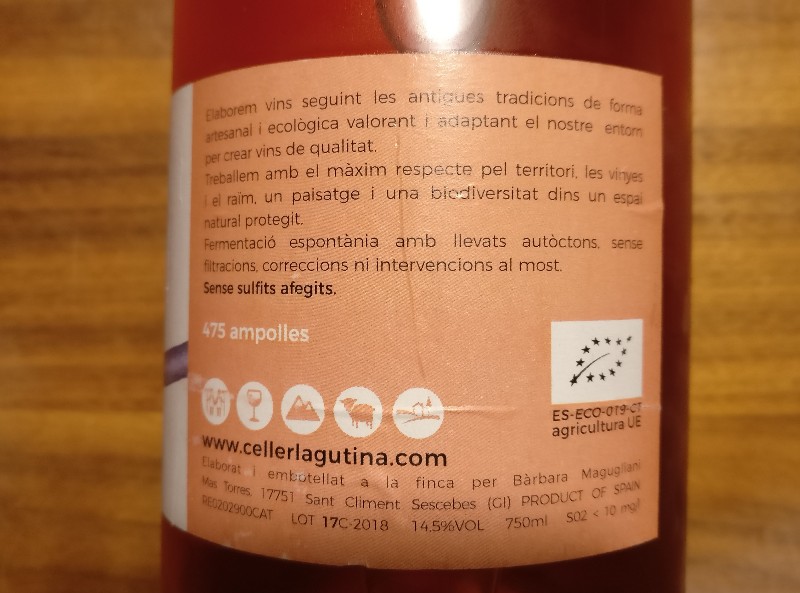 Elaborem vins seguint les antigues tradicions de forma
artesanal i ecològica valorant i adaptant el nostre entorn
per crear vins de qualitat.
Treballem amb el màxim respecte pel territori, les vinyes
i el raïm, un paisatge i una biodiversitat dins un espai
natural protegit.
Fermentació espontània amb llevats autòctons, sense
filtracions, correccions ni intervencions al most.
Sense sulfits afegits.
475 ampolles
ES-ECO-019-CT
agricultura UE
www.cellerlagutina.com
Elaborat i embotellat a la finca per Bàrbara Magugliani
Mas Torres, 17751 Sant Climent Sescebes (GI) PRODUCT OF SPAIN
RE0202900CAT LOT 17C-2018 14.5%VOL 750ml S02 < 10 mg/l